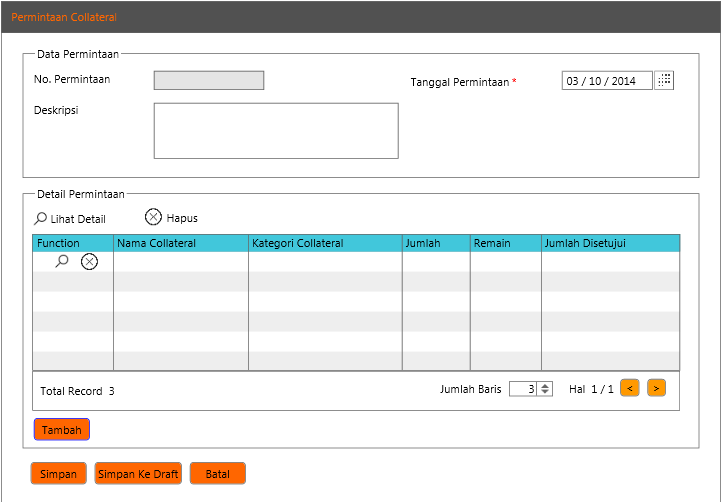 Permintaan Collateral
Data Permintaan
No. Permintaan
Tanggal Permintaan *
03 / 10 / 2014
Deskripsi
Detail Permintaan
Lihat Detail
Hapus
Function
Nama Collateral
Kategori Collateral
Jumlah
Remain
Jumlah Disetujui
Total Record 3
Jumlah Baris
3
Hal 1 / 1
<
>
Tambah
Simpan
Simpan Ke Draft
Batal